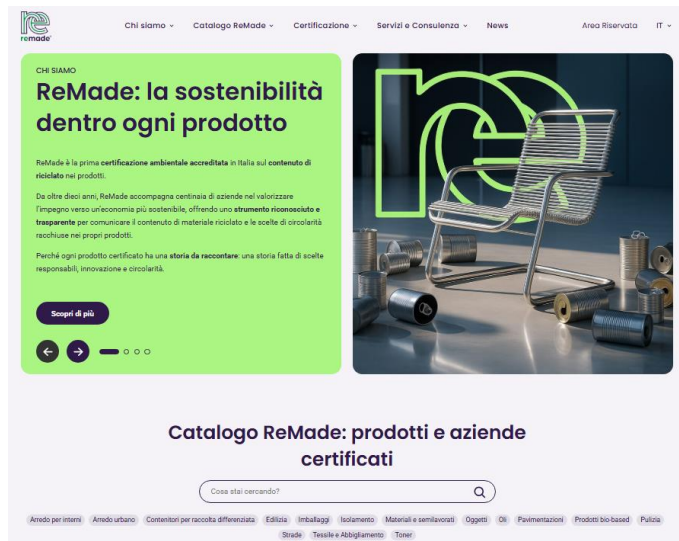 Chi siamo
Catalogo ReMade
Certificazione
Servizi e Consulenza
News
Area Riservata
IT
remade
CHI SIAMO
ReMade: la sostenibilità
dentro ogni prodotto
ReMade è la prima certificazione ambientale accreditata in Italia sul contenuto di
riciclato nei prodotti.
Da oltre dieci anni, ReMade accompagna centinaia di aziende nel valorizzare
l'impegno verso un'economia più sostenibile, offrendo uno strumento riconosciuto e
trasparente per comunicare il contenuto di materiale riciclato e le scelte di circolarità
racchiuse nei propri prodotti.
Perché ogni prodotto certificato ha una storia da raccontare: una storia fatta di scelte
responsabili, innovazione e circolarità.
Scopri di più
Catalogo ReMade: prodotti e aziende
certificati
Cosa stai cercando?
Arredo per interni Arredo urbano Contenitori per raccolta differenziata Edilizia Imballaggi Isolamento Materiali e semilavorati Oggetti Oli Pavimentazioni Prodotti bio-based Pulizia
Strade Tessile e Abbigliamento Toner